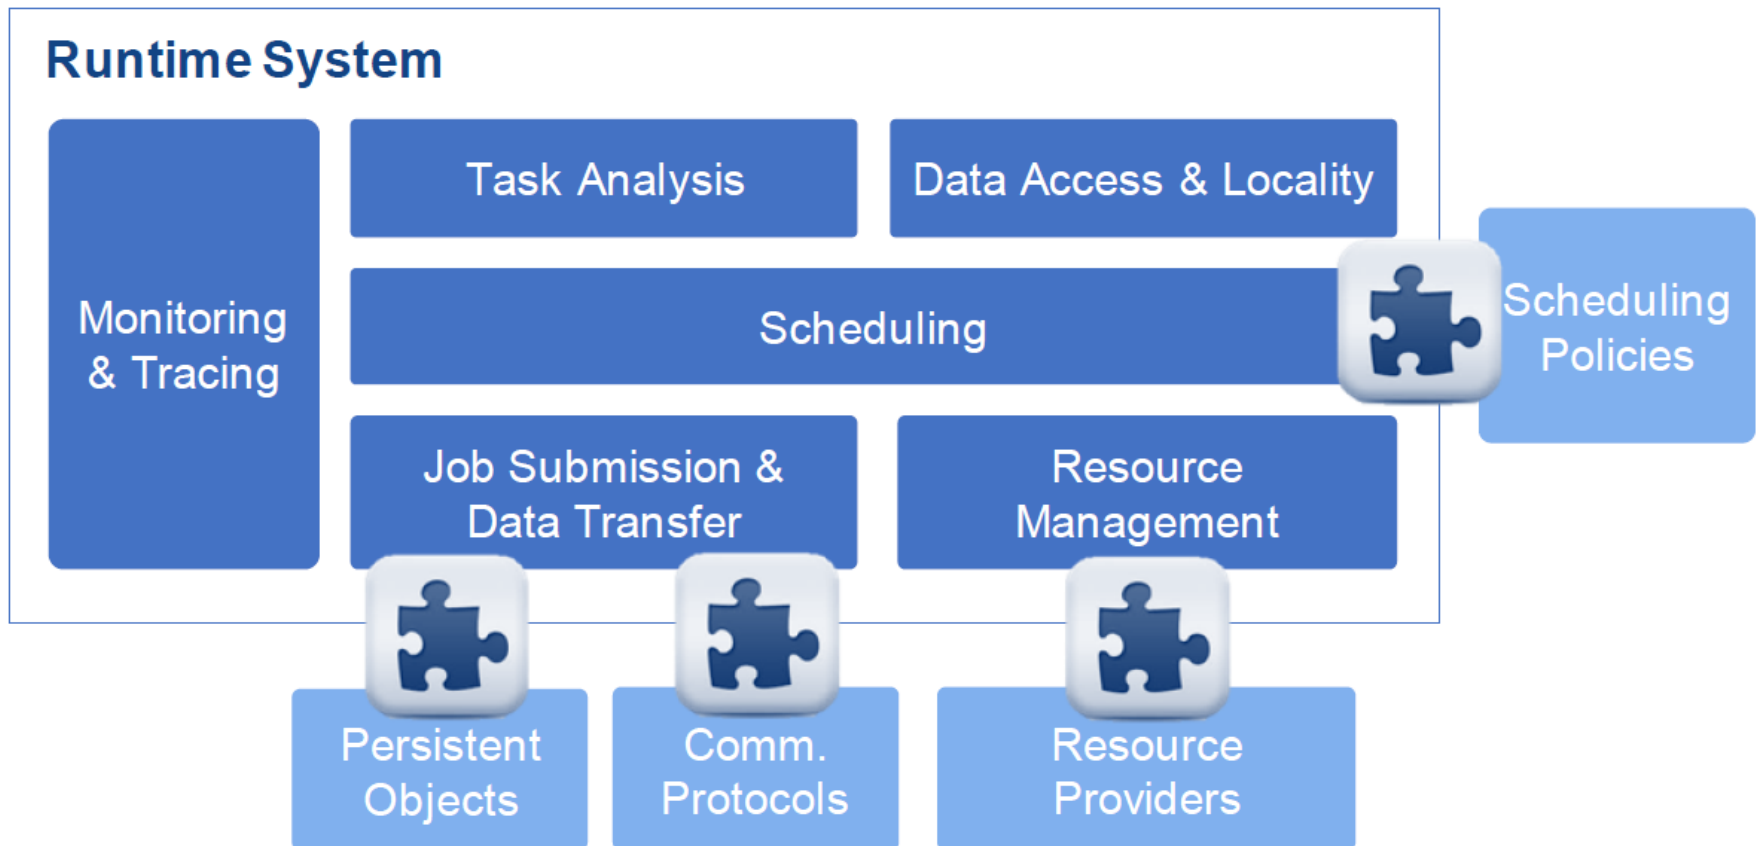 Runtime System
Task Analysis
Data Access & Locality
Monitoring
& Tracing
Scheduling
Scheduling
Policies
Job Submission &
Data Transfer
Resource
Management
Persistent
Objects
Comm.
Protocols
Resource
Providers